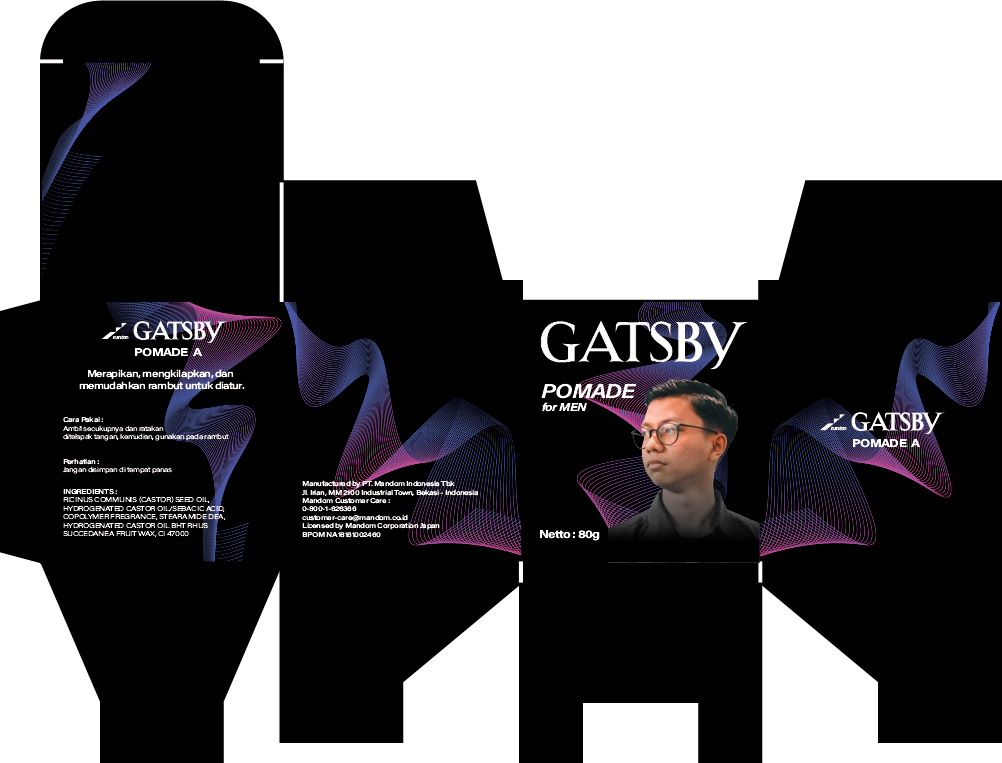 GATSBY
POMADE A
Merapikan, mengkilapkan, dan
memudahkan rambut untuk diatur.
Cara Pakai :
Ambil secukupnya dan ratakan
ditelapak tangan, kemudian, gunakan pada rambut
Perhatian :
Jangan disimpan di tempat panas
INGREDIENTS :
RICINUS COMMUNIS (CASTOR) SEED OIL,
HYDROGENATED CASTOR OIL/SEBACIC ACID,
COPOLYMER FREGRANCE, STEARAMIDE DEA,
HYDROGENATED CASTOR OIL BHT RHUS
SUCCEDANEA FRUIT WAX, CI 47000
Manufactured by PT. Mandom Indonesia Tbk
Jl. Irian, MM 2100 Industrial Town, Bekasi - Indonesia
Mandom Customer Care :
0-800-1-626366
customer-care@mandom.co.id
Licensed by Mandom Corporation Japan
BPOM NA18161002460
GATSBY
POMADE
for MEN
Netto : 80g
GATSBY
POMADE A